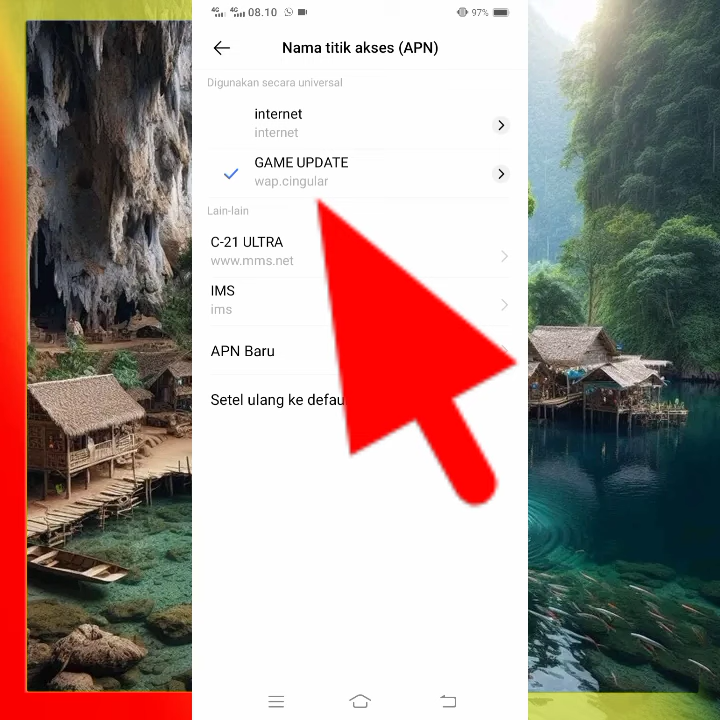 4G 4G 08.10 97%
Nama titik akses (APN)
Digunakan secara universal
internet
internet
GAME UPDATE
wap.cingular
Lain-lain
C-21 ULTRA
www.mms.net
IMS
ims
APN Baru
Setel ulang ke defau